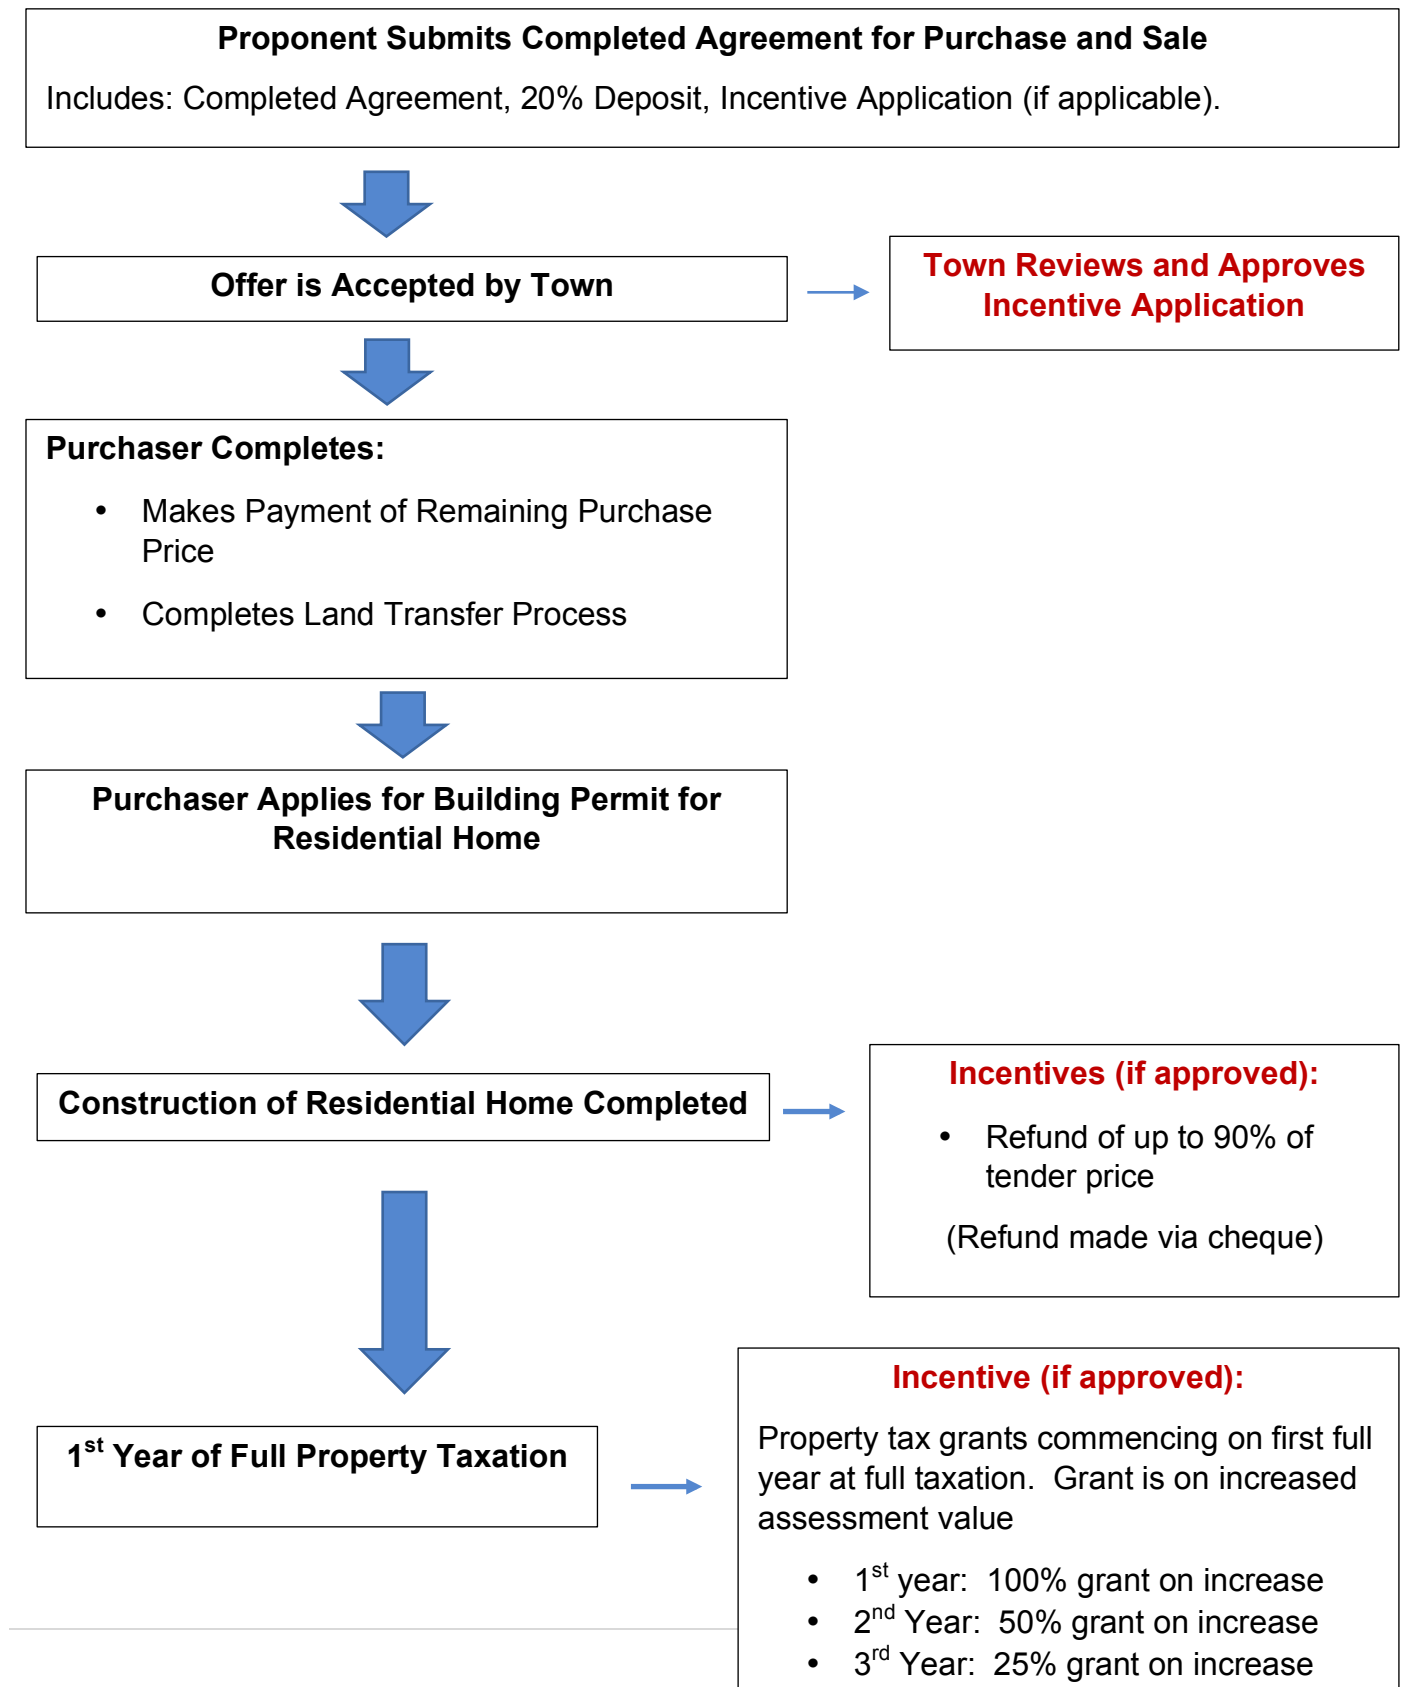 Proponent Submits Completed Agreement for Purchase and Sale
Includes: Completed Agreement, 20% Deposit, Incentive Application (if applicable).
Offer is Accepted by Town
Town Reviews and Approves
Incentive Application
Purchaser Completes:
• Makes Payment of Remaining Purchase
Price
• Completes Land Transfer Process
Purchaser Applies for Building Permit for
Residential Home
Construction of Residential Home Completed
Incentives (if approved):
• Refund of up to 90% of
tender price
(Refund made via cheque)
1st Year of Full Property Taxation
Incentive (if approved):
Property tax grants commencing on first full
year at full taxation.  Grant is on increased
assessment value
• 1st year:  100% grant on increase
• 2nd Year:  50% grant on increase
• 3rd Year:  25% grant on increase